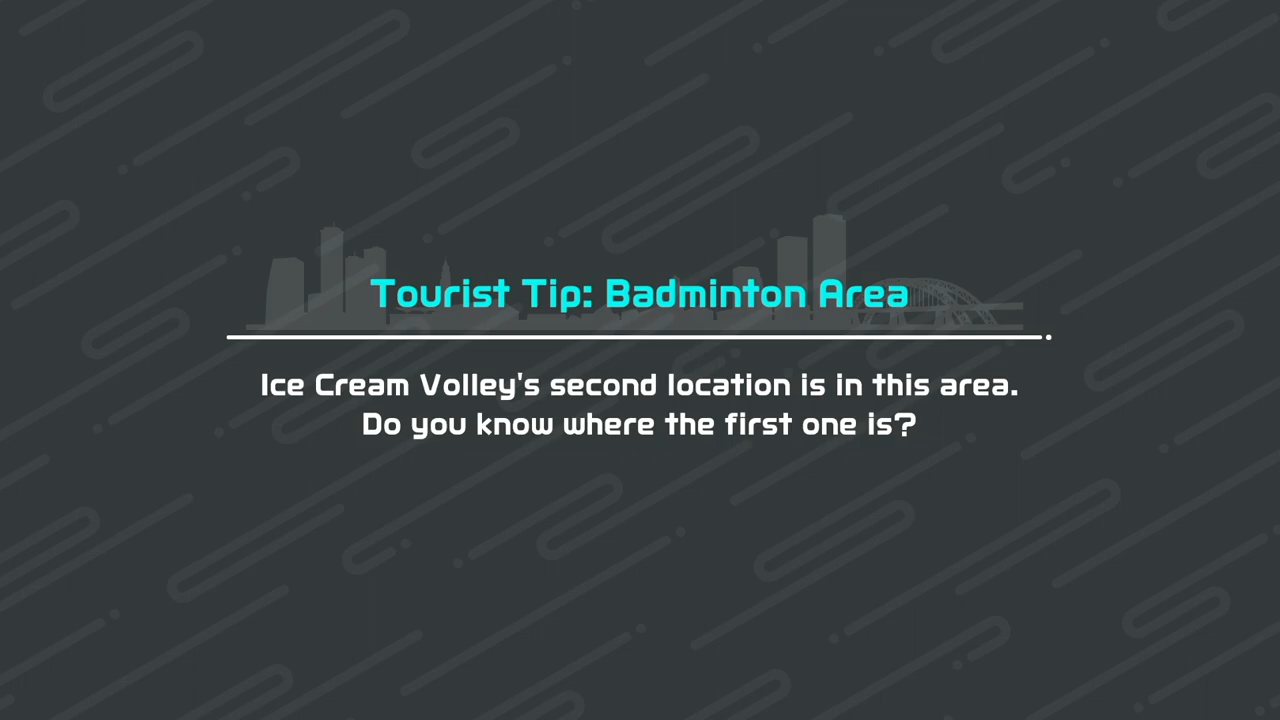 Tourist Tip: Badminton Area
Ice Cream Volley's second location is in this area.
Do you know where the first one is?